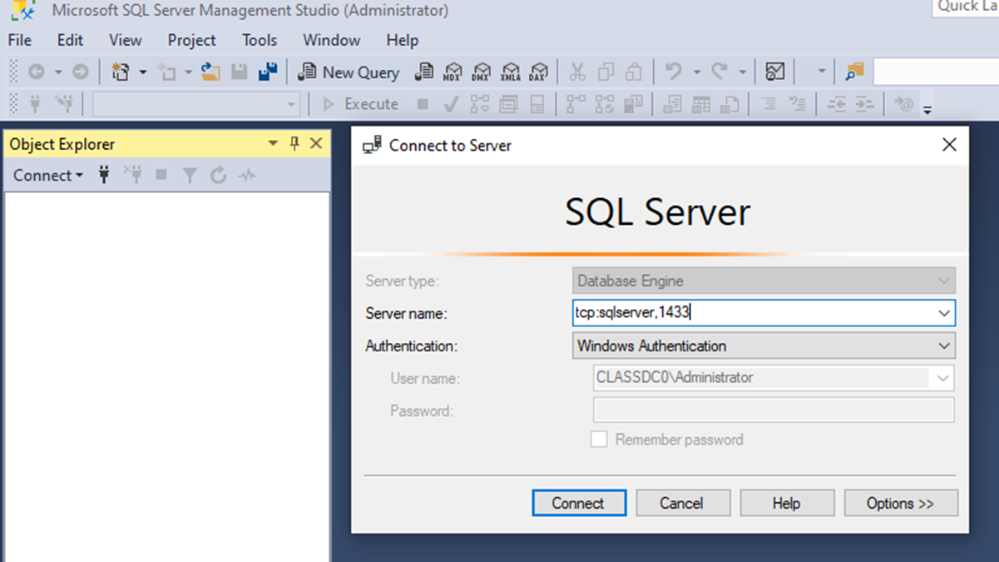 Microsoft SQL Server Management Studio (Administrator)
Quick La
File Edit View Project Tools Window Help
New Query MDX DMX XMLA DAX
Execute
Object Explorer
Connect
Connect to Server
SQL Server
Server type: Database Engine
Server name: tcp:sqlserver,1433
Authentication: Windows Authentication
User name: CLASSDC0\Administrator
Password:
Remember password
Connect Cancel Help Options >>